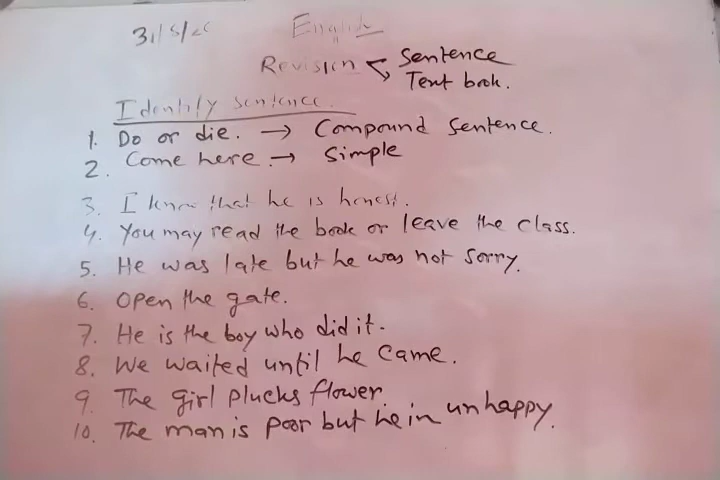 31/5/26
English
Revision < Sentence
Text book.
Identify sentence.
1. Do or die. → Compound Sentence.
2. Come here. → Simple
3. I know that he is honest.
4. You may read the book or leave the class.
5. He was late but he was not sorry.
6. Open the gate.
7. He is the boy who did it.
8. We waited until he came.
9. The girl plucks flower.
10. The man is poor but he in unhappy.